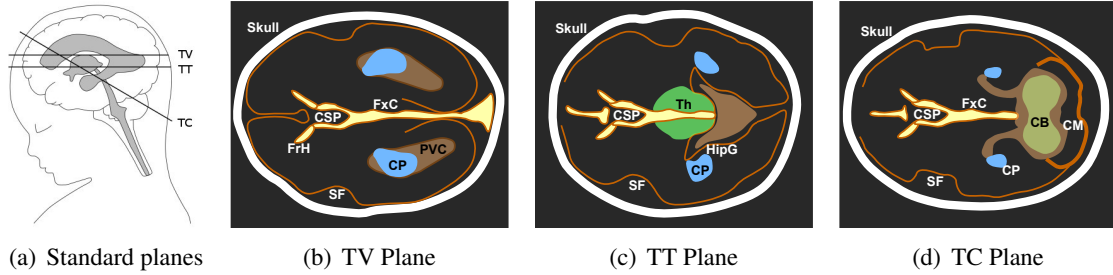 TV
TT
TC
Skull
FxC
CSP
FrH
PVC
CP
SF
Skull
Th
CSP
HipG
CP
SF
Skull
FxC
CSP
CB
CM
CP
SF
(a) Standard planes
(b) TV Plane
(c) TT Plane
(d) TC Plane